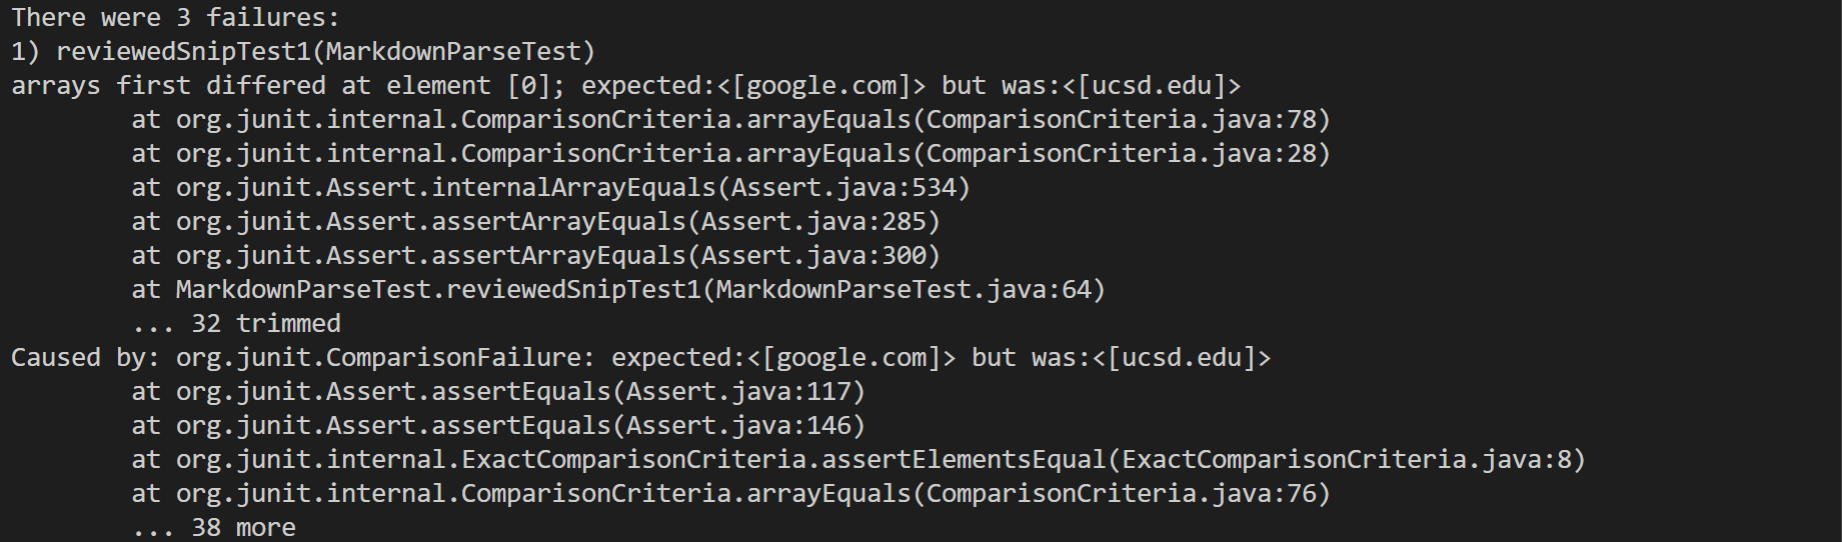 There were 3 failures:
1) reviewedSnipTest1(MarkdownParseTest)
arrays first differed at element [0]; expected:<[google.com]> but was:<[ucsd.edu]>
        at org.junit.internal.ComparisonCriteria.arrayEquals(ComparisonCriteria.java:78)
        at org.junit.internal.ComparisonCriteria.arrayEquals(ComparisonCriteria.java:28)
        at org.junit.Assert.internalArrayEquals(Assert.java:534)
        at org.junit.Assert.assertArrayEquals(Assert.java:285)
        at org.junit.Assert.assertArrayEquals(Assert.java:300)
        at MarkdownParseTest.reviewedSnipTest1(MarkdownParseTest.java:64)
        ... 32 trimmed
Caused by: org.junit.ComparisonFailure: expected:<[google.com]> but was:<[ucsd.edu]>
        at org.junit.Assert.assertEquals(Assert.java:117)
        at org.junit.Assert.assertEquals(Assert.java:146)
        at org.junit.internal.ExactComparisonCriteria.assertElementsEqual(ExactComparisonCriteria.java:8)
        at org.junit.internal.ComparisonCriteria.arrayEquals(ComparisonCriteria.java:76)
        ... 38 more